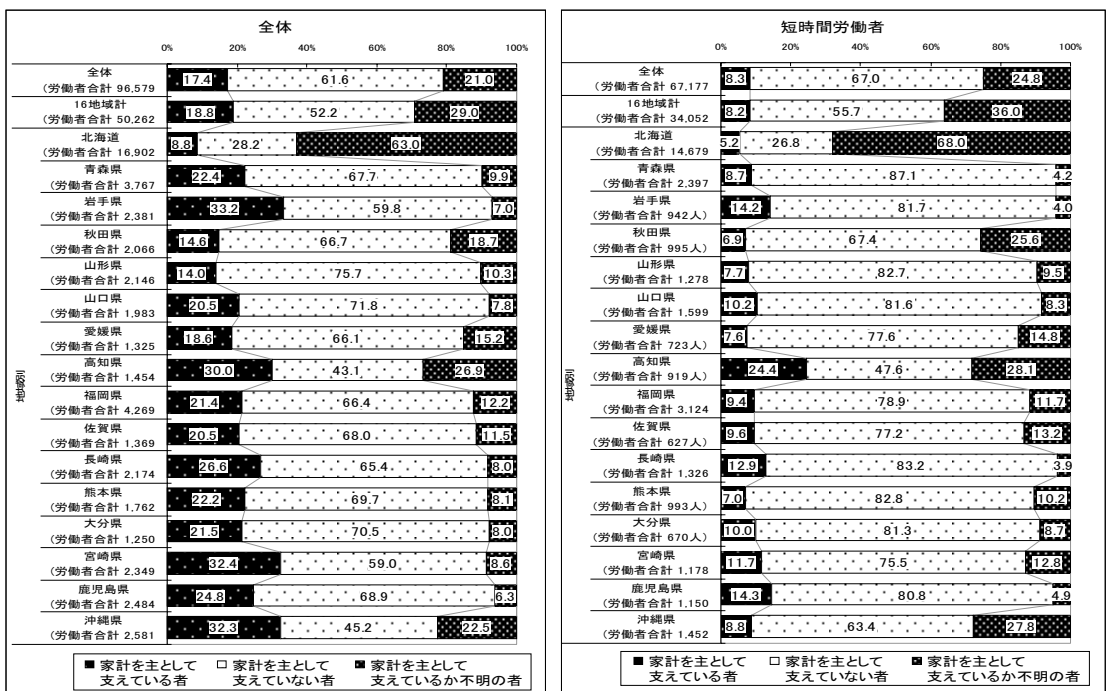 全体
0% 20% 40% 60% 80% 100%
全体
(労働者合計 96,579
17.4 61.6 21.0
16地域計
(労働者合計 50,262
18.8 52.2 29.0
北海道
(労働者合計 16,902
8.8 28.2 63.0
青森県
(労働者合計 3,767
22.4 67.7 9.9
岩手県
(労働者合計 2,381
33.2 59.8 7.0
秋田県
(労働者合計 2,066
14.6 66.7 18.7
山形県
(労働者合計 2,146
14.0 75.7 10.3
山口県
(労働者合計 1,983
20.5 71.8 7.8
愛媛県
(労働者合計 1,325
18.6 66.1 15.2
高知県
(労働者合計 1,454
30.0 43.1 26.9
地域別
福岡県
(労働者合計 4,269
21.4 66.4 12.2
佐賀県
(労働者合計 1,369
20.5 68.0 11.5
長崎県
(労働者合計 2,174
26.6 65.4 8.0
熊本県
(労働者合計 1,762
22.2 69.7 8.1
大分県
(労働者合計 1,250
21.5 70.5 8.0
宮崎県
(労働者合計 2,349
32.4 59.0 8.6
鹿児島県
(労働者合計 2,484
24.8 68.9 6.3
沖縄県
(労働者合計 2,581
32.3 45.2 22.5
家計を主として 家計を主として 家計を主として
支えている者 支えていない者 支えているか不明の者
短時間労働者
0% 20% 40% 60% 80% 100%
全体
(労働者合計 67,177
8.3 67.0 24.8
16地域計
(労働者合計 34,052
8.2 55.7 36.0
北海道
(労働者合計 14,679
5.2 26.8 68.0
青森県
(労働者合計 2,397
8.7 87.1 4.2
岩手県
(労働者合計 942人)
14.2 81.7 4.0
秋田県
(労働者合計 995人)
6.9 67.4 25.6
山形県
(労働者合計 1,278
7.7 82.7 9.5
山口県
(労働者合計 1,599
10.2 81.6 8.3
愛媛県
(労働者合計 723人)
7.6 77.6 14.8
高知県
(労働者合計 919人)
24.4 47.6 28.1
地域別
福岡県
(労働者合計 3,124
9.4 78.9 11.7
佐賀県
(労働者合計 627人)
9.6 77.2 13.2
長崎県
(労働者合計 1,326
12.9 83.2 3.9
熊本県
(労働者合計 993人)
7.0 82.8 10.2
大分県
(労働者合計 670人)
10.0 81.3 8.7
宮崎県
(労働者合計 1,178
11.7 75.5 12.8
鹿児島県
(労働者合計 1,150
14.3 80.8 4.9
沖縄県
(労働者合計 1,452
8.8 63.4 27.8
家計を主として 家計を主として 家計を主として
支えている者 支えていない者 支えているか不明の者